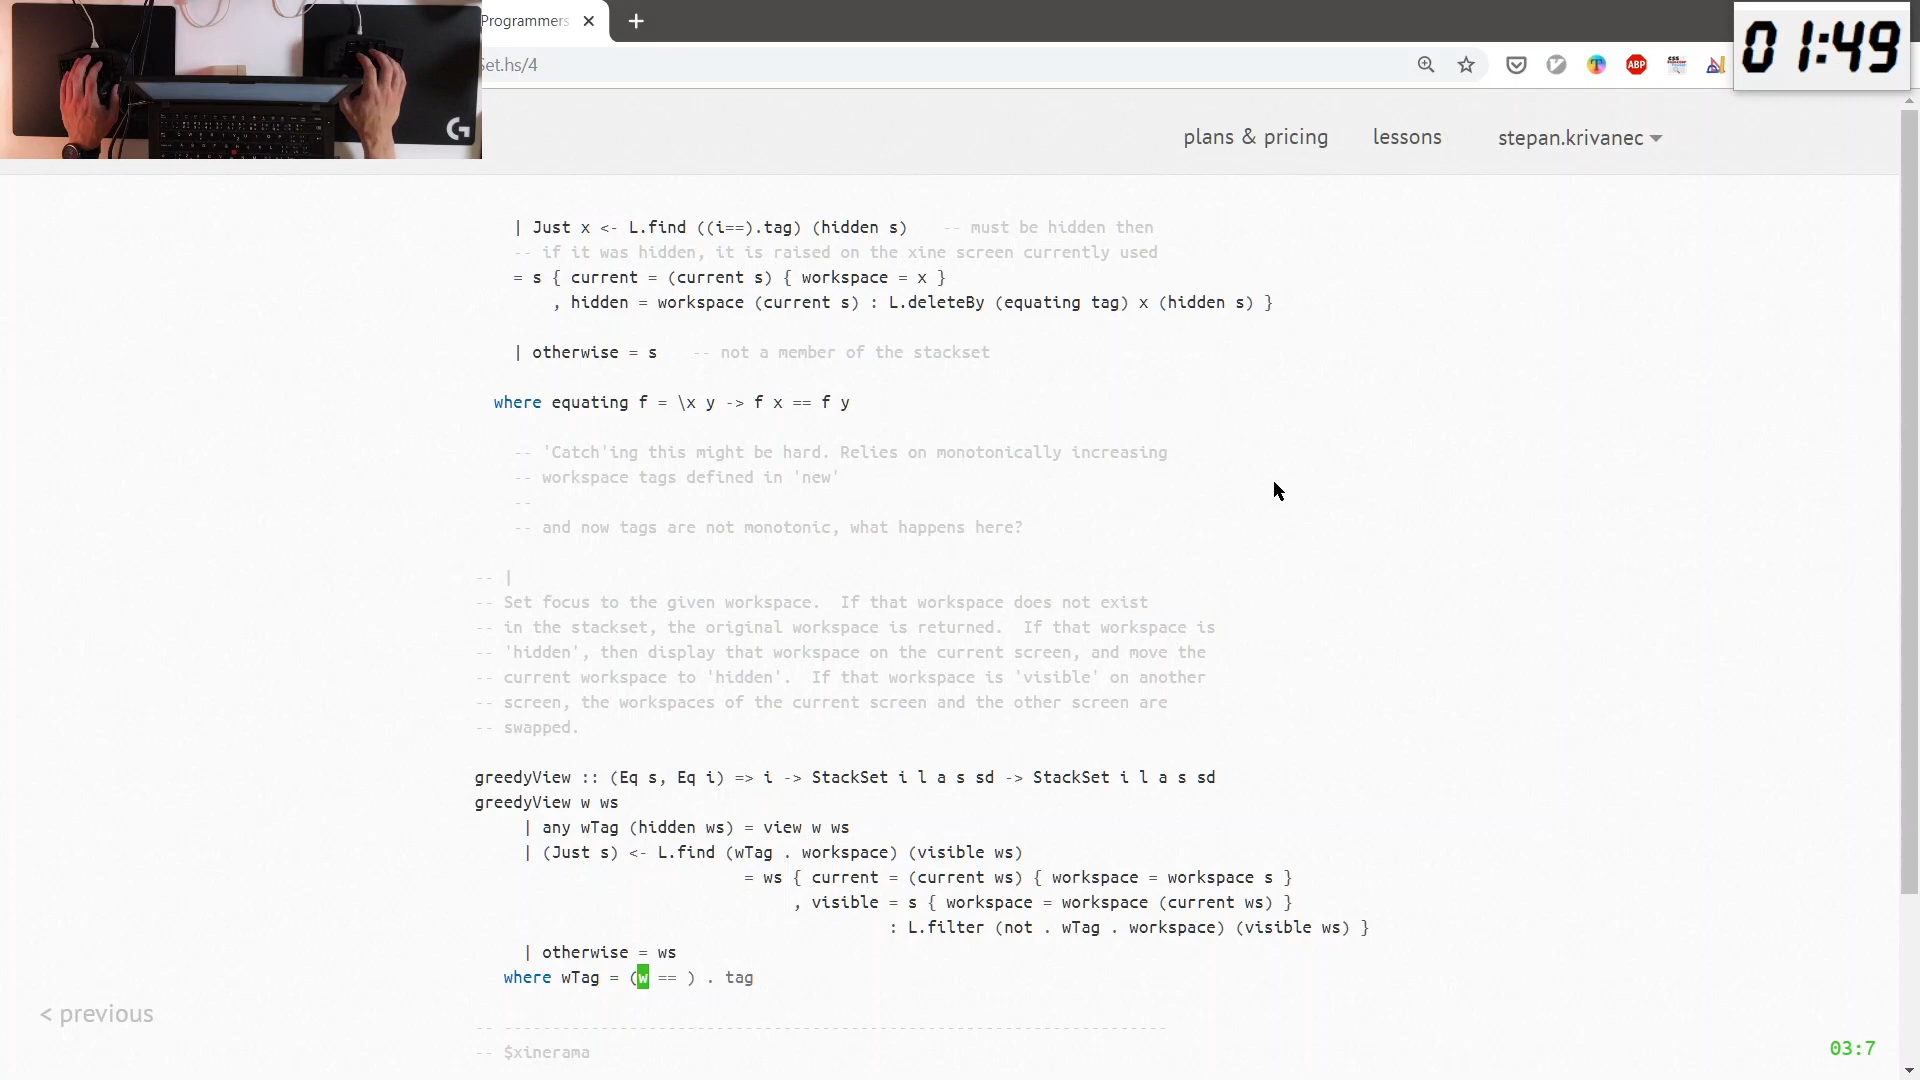 Programmers
01:49
Set.hs/4
ABP
plans & pricing
lessons
stepan.krivanec
| Just x <- L.find ((i==).tag) (hidden s)   -- must be hidden then
-- if it was hidden, it is raised on the xine screen currently used
= s { current = (current s) { workspace = x }
, hidden = workspace (current s) : L.deleteBy (equating tag) x (hidden s) }
| otherwise = s   -- not a member of the stackset
where equating f = \x y -> f x == f y
-- 'Catch'ing this might be hard. Relies on monotonically increasing
-- workspace tags defined in 'new'
--
-- and now tags are not monotonic, what happens here?
-- |
-- Set focus to the given workspace.  If that workspace does not exist
-- in the stackset, the original workspace is returned.  If that workspace is
-- 'hidden', then display that workspace on the current screen, and move the
-- current workspace to 'hidden'.  If that workspace is 'visible' on another
-- screen, the workspaces of the current screen and the other screen are
-- swapped.
greedyView :: (Eq s, Eq i) => i -> StackSet i l a s sd -> StackSet i l a s sd
greedyView w ws
| any wTag (hidden ws) = view w ws
| (Just s) <- L.find (wTag . workspace) (visible ws)
= ws { current = (current ws) { workspace = workspace s }
, visible = s { workspace = workspace (current ws) }
: L.filter (not . wTag . workspace) (visible ws) }
| otherwise = ws
where wTag = (w == ) . tag
< previous
-- ---------------------------------------------------------------------
-- $xinerama
03:7